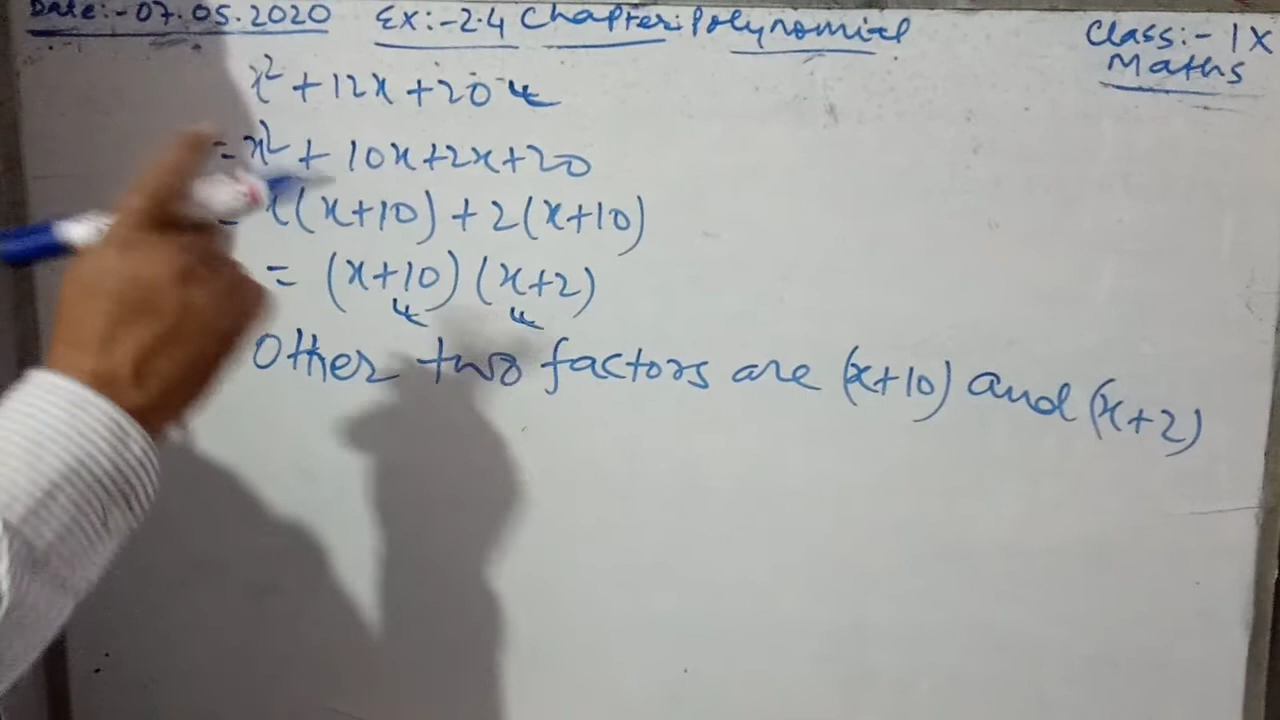 Date:-07.05.2020 Ex:-2.4 Chapter:Polynomial Class:- IX
Maths
x² + 12x + 20
= x² + 10x + 2x + 20
= x(x+10) + 2(x+10)
= (x+10) (x+2)
Other two factors are (x+10) and (x+2)